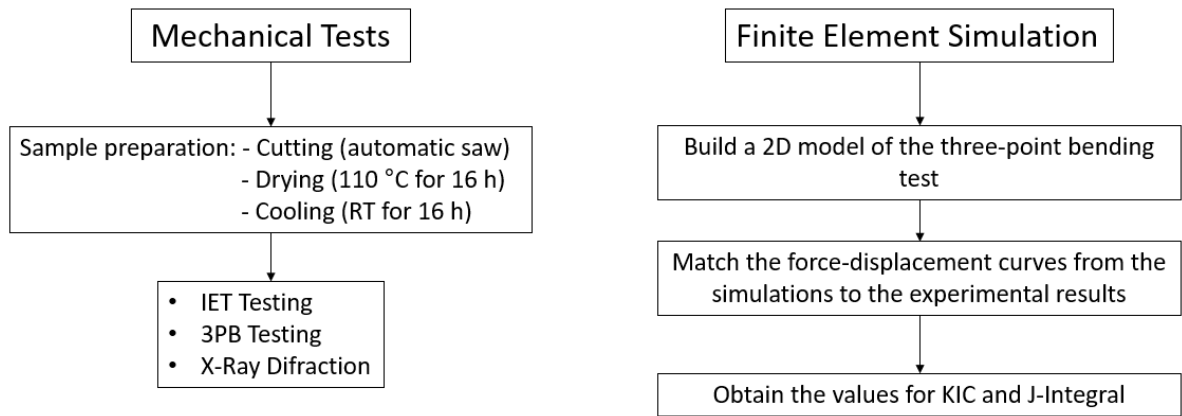 Mechanical Tests
Sample preparation: - Cutting (automatic saw)
- Drying (110 °C for 16 h)
- Cooling (RT for 16 h)
• IET Testing
• 3PB Testing
• X-Ray Difraction
Finite Element Simulation
Build a 2D model of the three-point bending
test
Match the force-displacement curves from the
simulations to the experimental results
Obtain the values for KIC and J-Integral